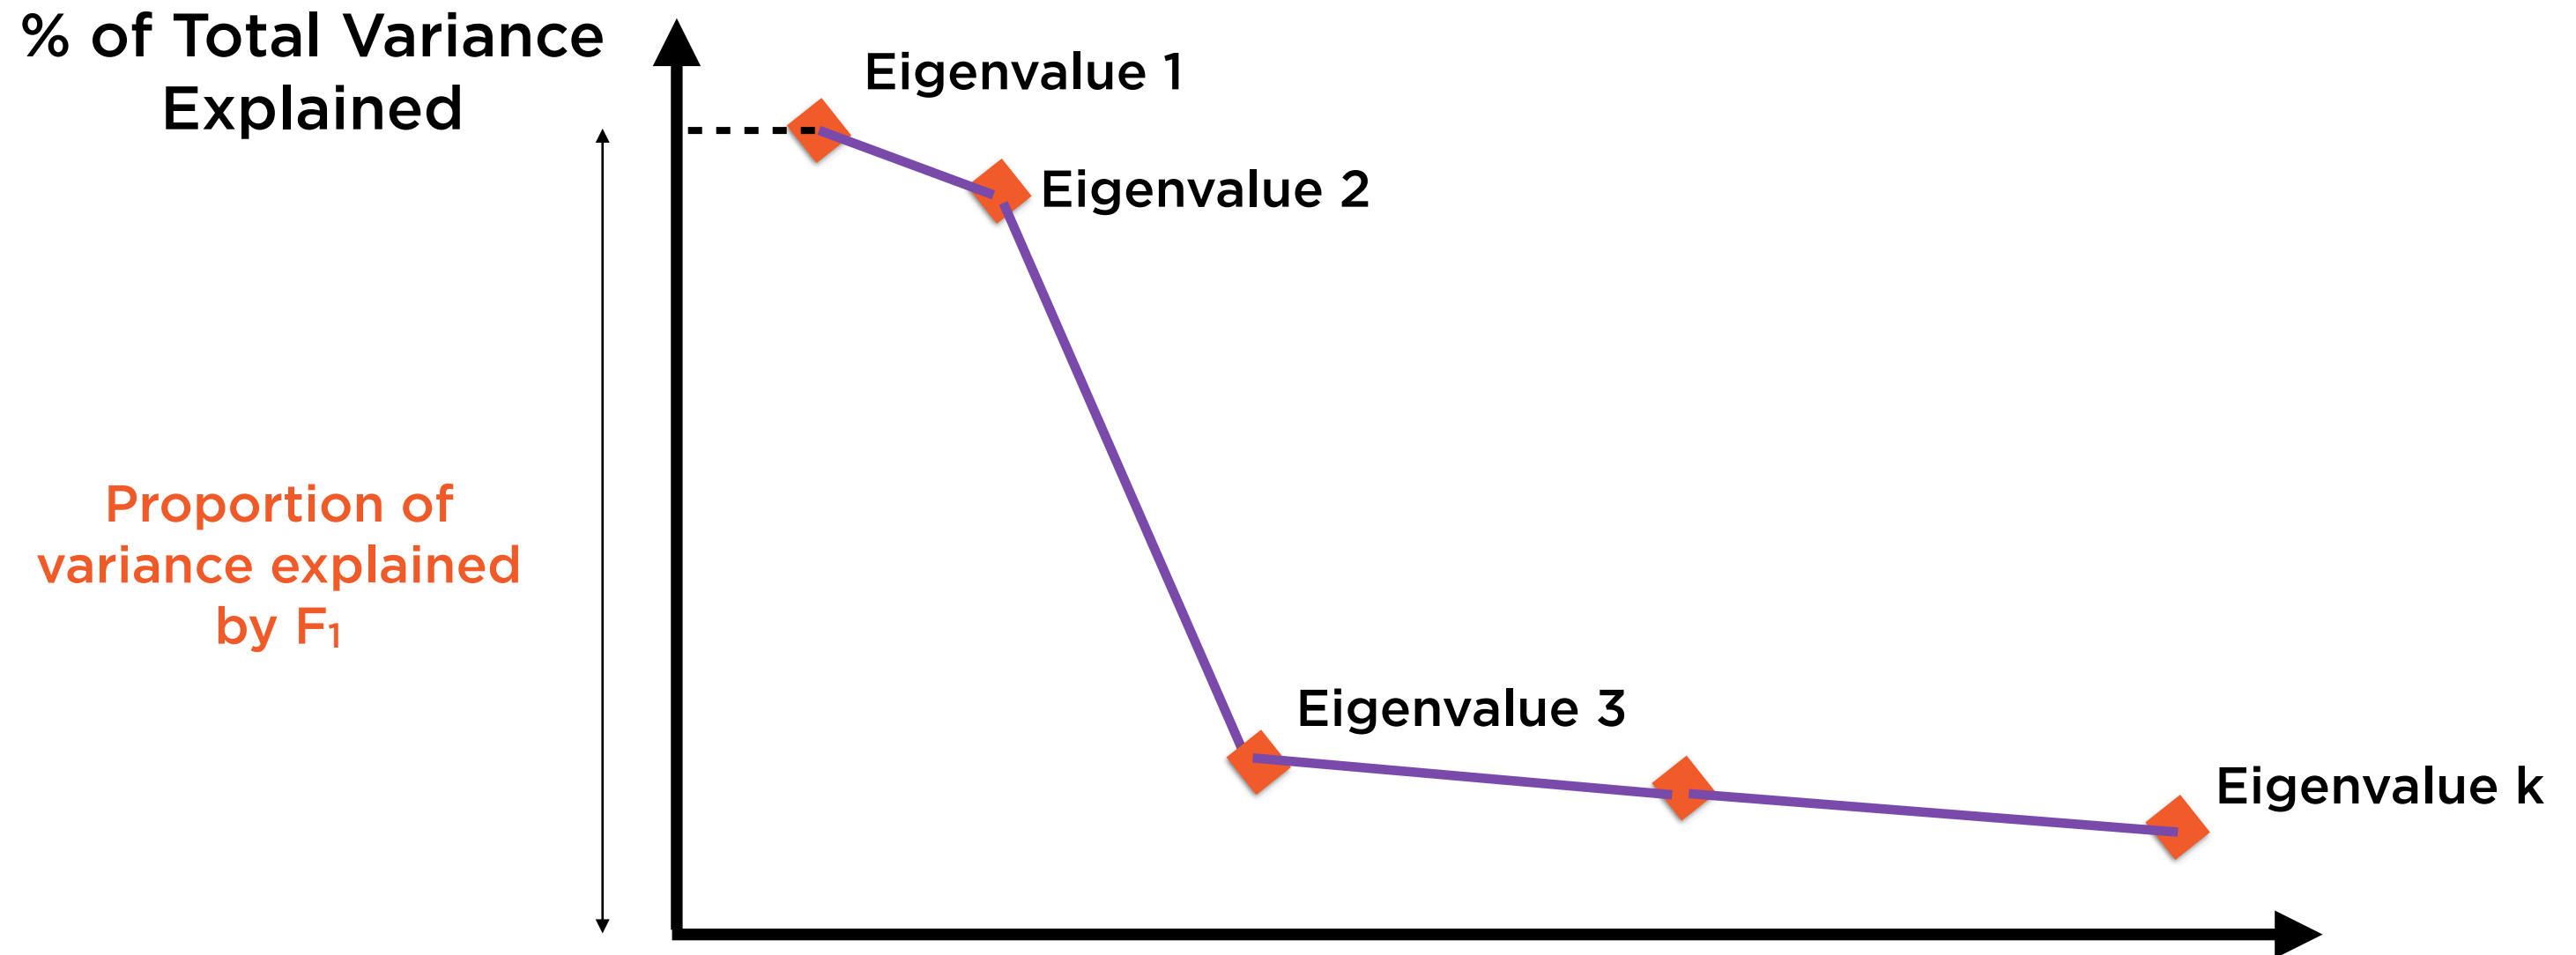 % of Total Variance
Explained
Eigenvalue 1
Eigenvalue 2
Proportion of
variance explained
by F₁
Eigenvalue 3
Eigenvalue k